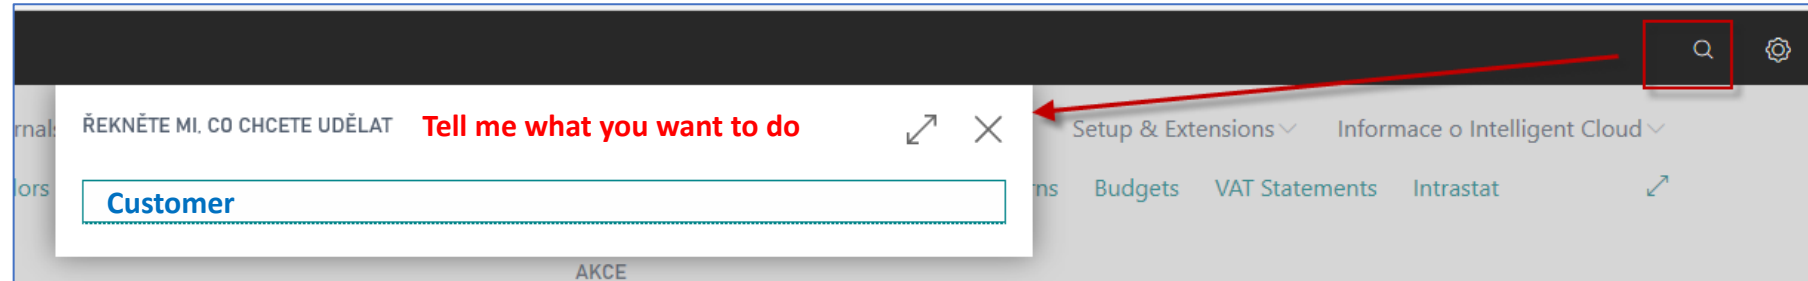 ŘEKNĚTE MI, CO CHCETE UDĚLAT Tell me what you want to do
Setup & Extensions Informace o Intelligent Cloud
Customer
Budgets VAT Statements Intrastat
AKCE